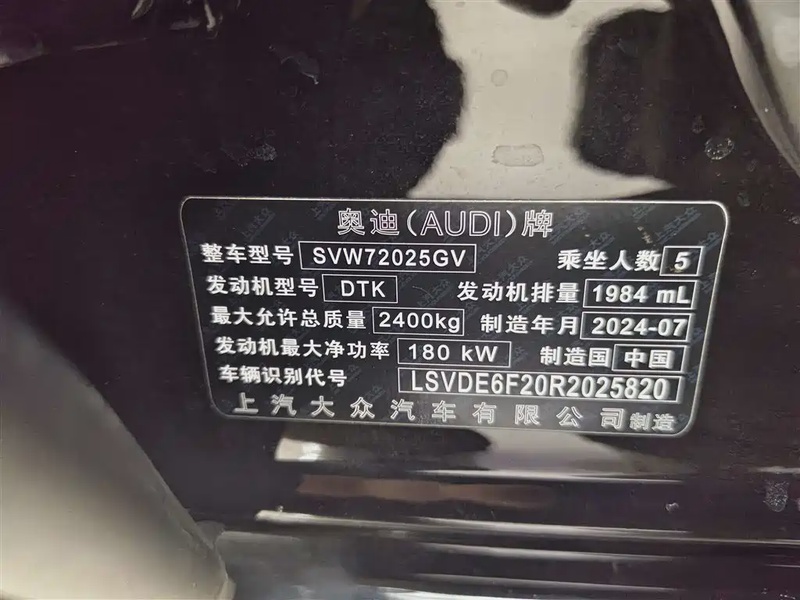 奥迪(AUDI)牌
整车型号 SVW72025GV 乘坐人数 5
发动机型号 DTK 发动机排量 1984 mL
最大允许总质量 2400kg 制造年月 2024-07
发动机最大净功率 180 kW 制造国 中国
车辆识别代号 LSVDE6F20R2025820
上汽大众汽车有限公司制造